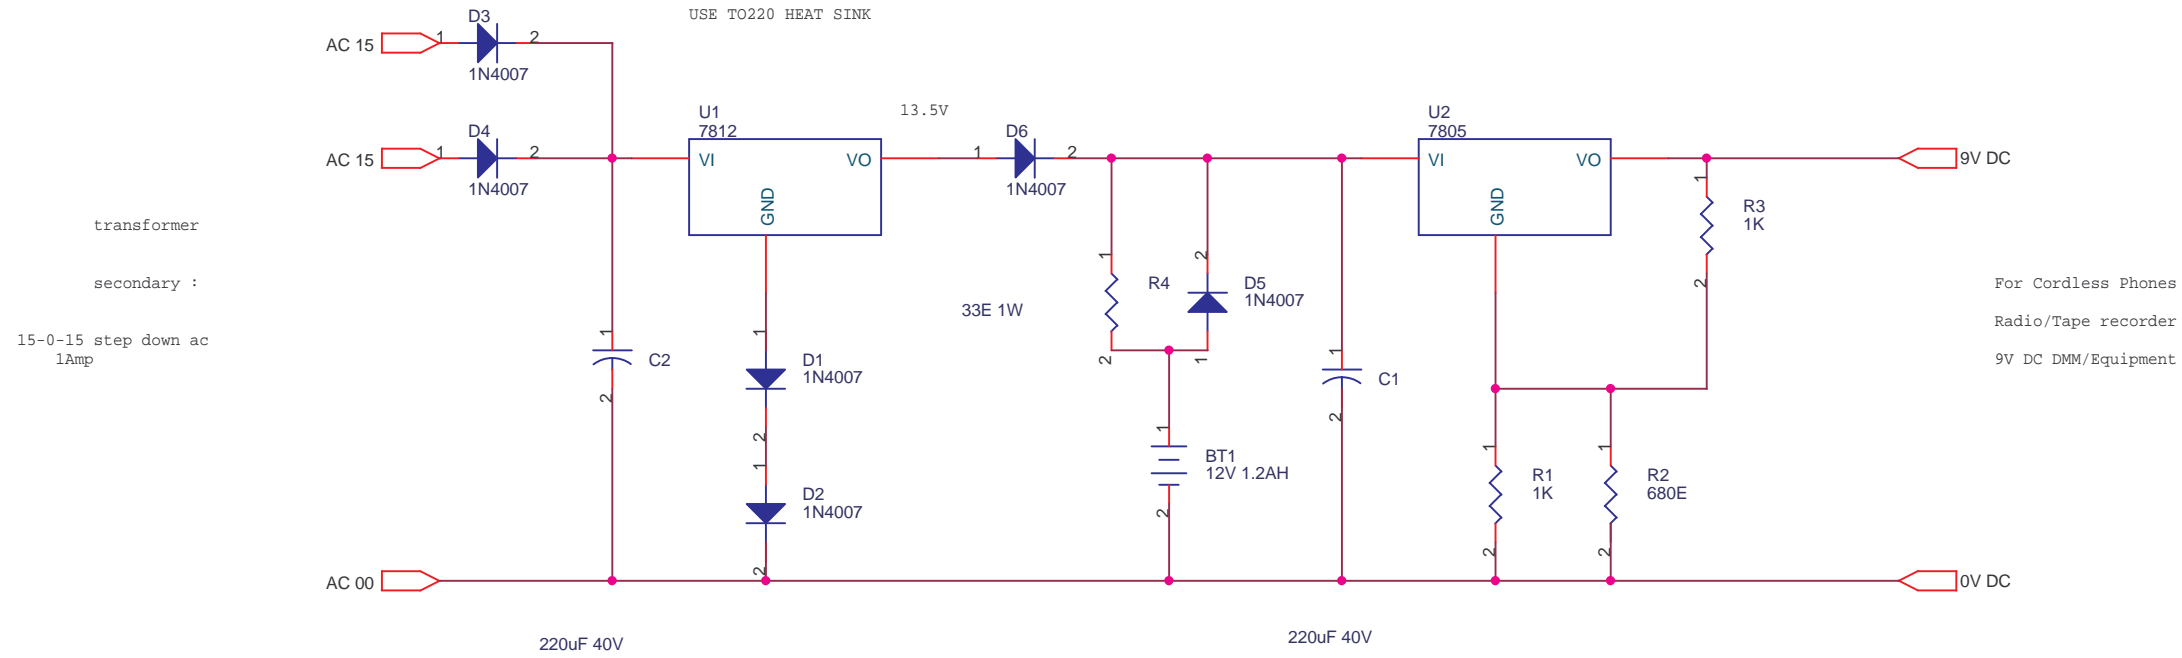 USE TO220 HEAT SINK
D3
AC 15
1
2
1N4007
D4
AC 15
1
2
1N4007
U1
7812
VI
VO
GND
13.5V
D6
1
2
1N4007
U2
7805
VI
VO
GND
9V DC
1
R3
1K
2
transformer
secondary :
15-0-15 step down ac
1Amp
1
C2
2
1
D1
1N4007
2
1
D2
1N4007
2
33E 1W
1
R4
2
2
D5
1N4007
1
1
BT1
12V 1.2AH
2
1
C1
2
1
R1
1K
2
1
R2
680E
2
For Cordless Phones
Radio/Tape recorder
9V DC DMM/Equipment
AC 00
0V DC
220uF 40V
220uF 40V